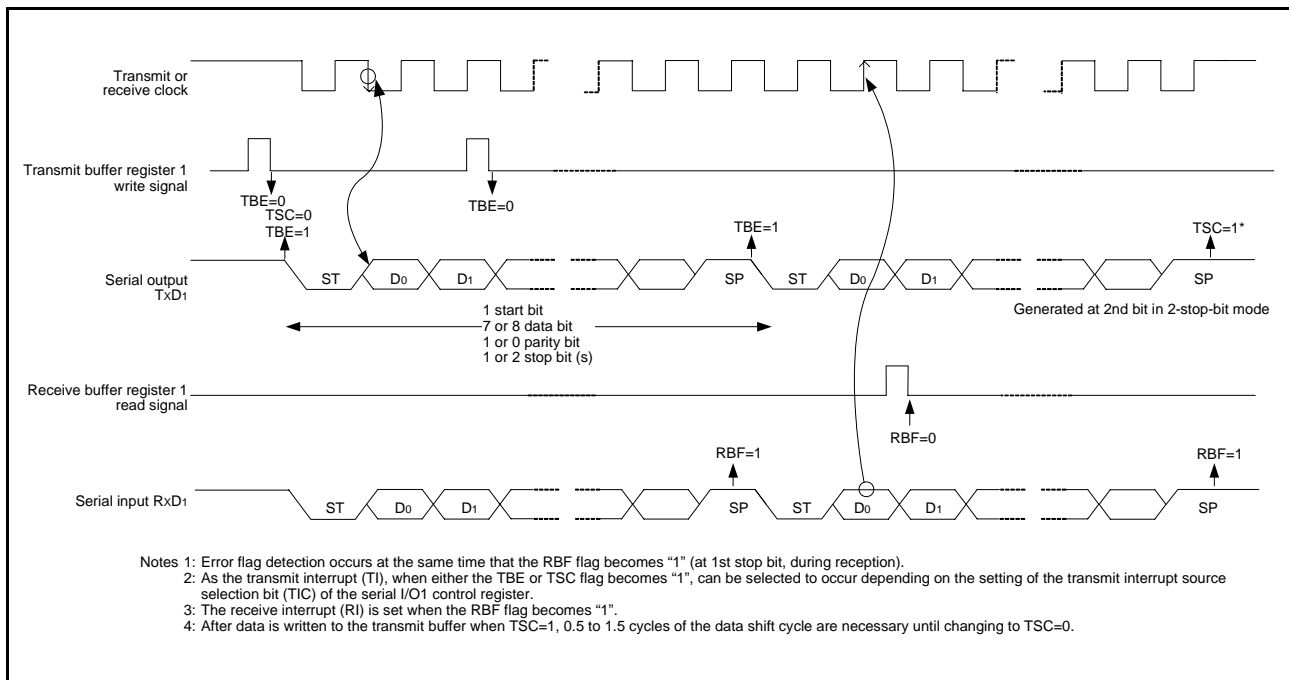 Transmit or
receive clock
Transmit buffer register 1
write signal
TBE=0
TSC=0
TBE=1
TBE=0
TBE=1
TSC=1*
Serial output
TxD1
ST
D0
D1
SP
ST
D0
D1
SP
1 start bit
7 or 8 data bit
1 or 0 parity bit
1 or 2 stop bit (s)
Generated at 2nd bit in 2-stop-bit mode
Receive buffer register 1
read signal
RBF=0
RBF=1
RBF=1
Serial input RxD1
ST
D0
D1
SP
ST
D0
D1
SP
Notes 1: Error flag detection occurs at the same time that the RBF flag becomes “1” (at 1st stop bit, during reception).
2: As the transmit interrupt (TI), when either the TBE or TSC flag becomes “1”, can be selected to occur depending on the setting of the transmit interrupt source
selection bit (TIC) of the serial I/O1 control register.
3: The receive interrupt (RI) is set when the RBF flag becomes “1”.
4: After data is written to the transmit buffer when TSC=1, 0.5 to 1.5 cycles of the data shift cycle are necessary until changing to TSC=0.